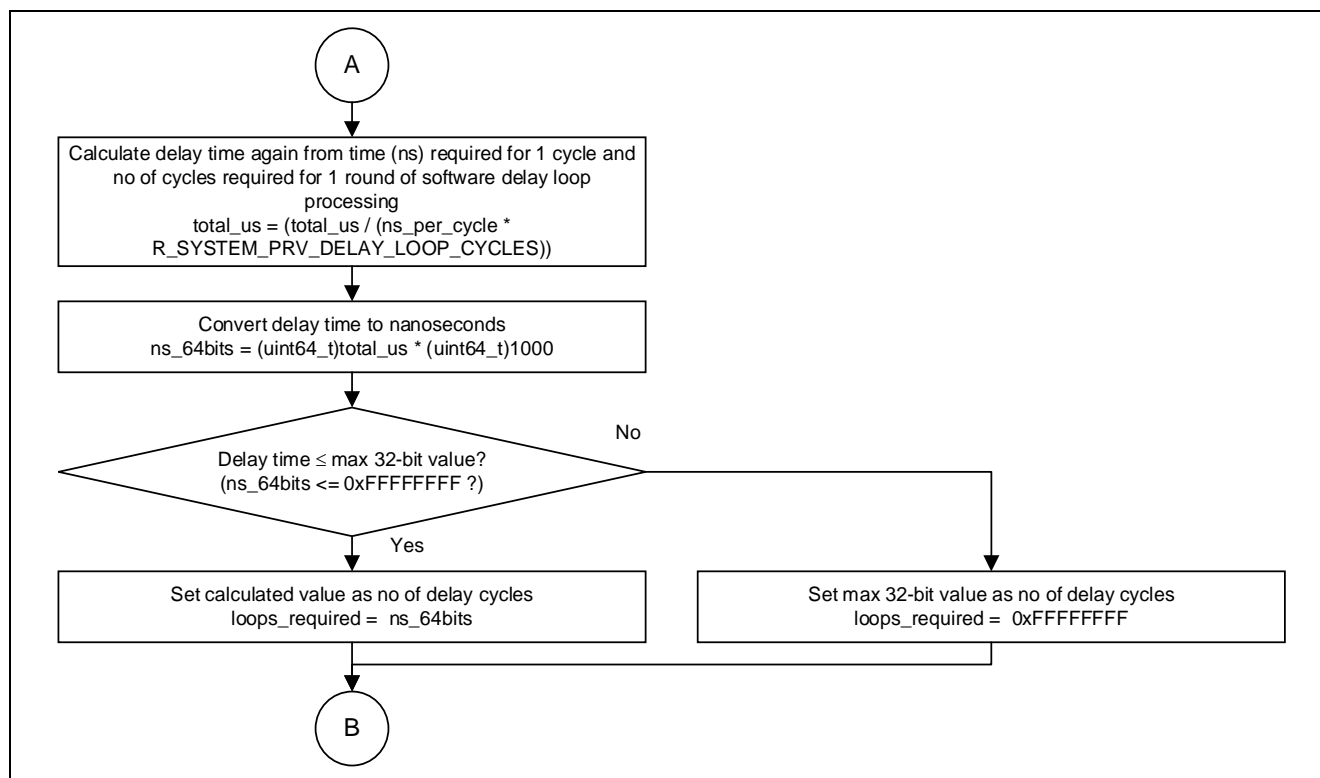 A
Calculate delay time again from time (ns) required for 1 cycle and
no of cycles required for 1 round of software delay loop
processing
total_us = (total_us / (ns_per_cycle *
R_SYSTEM_PRV_DELAY_LOOP_CYCLES))
Convert delay time to nanoseconds
ns_64bits = (uint64_t)total_us * (uint64_t)1000
No
Delay time ≤ max 32-bit value?
(ns_64bits <= 0xFFFFFFFF ?)
Yes
Set calculated value as no of delay cycles
loops_required =  ns_64bits
Set max 32-bit value as no of delay cycles
loops_required =  0xFFFFFFFF
B